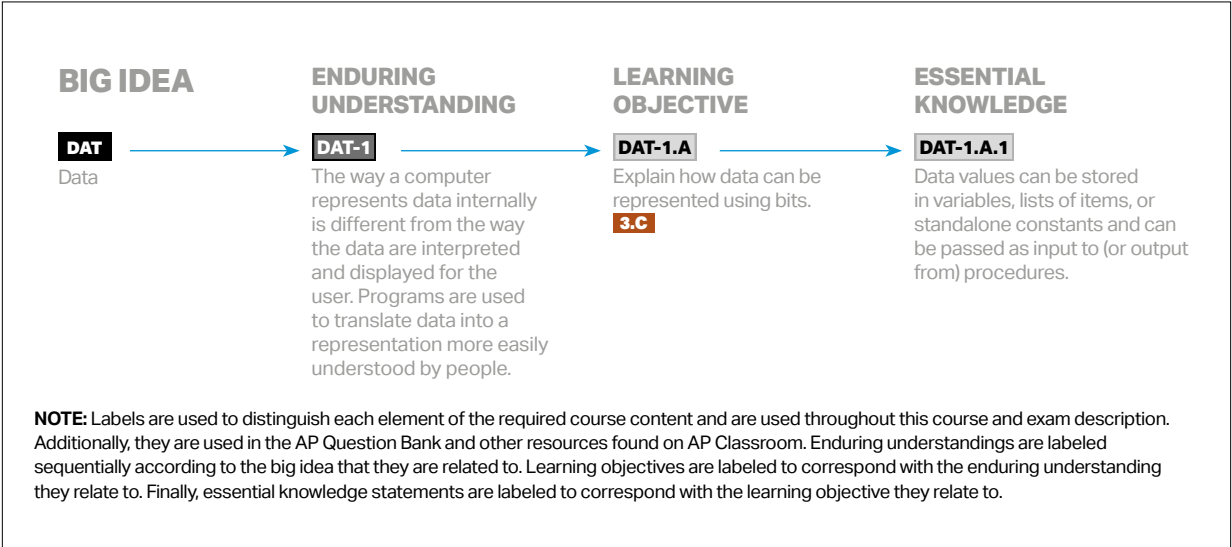 BIG IDEA
DAT
Data
ENDURING
UNDERSTANDING
DAT-1
The way a computer
represents data internally
is different from the way
the data are interpreted
and displayed for the
user. Programs are used
to translate data into a
representation more easily
understood by people.
LEARNING
OBJECTIVE
DAT-1.A
Explain how data can be
represented using bits.
3.C
ESSENTIAL
KNOWLEDGE
DAT-1.A.1
Data values can be stored
in variables, lists of items, or
standalone constants and can
be passed as input to (or output
from) procedures.
NOTE: Labels are used to distinguish each element of the required course content and are used throughout this course and exam description.
Additionally, they are used in the AP Question Bank and other resources found on AP Classroom. Enduring understandings are labeled
sequentially according to the big idea that they are related to. Learning objectives are labeled to correspond with the enduring understanding
they relate to. Finally, essential knowledge statements are labeled to correspond with the learning objective they relate to.